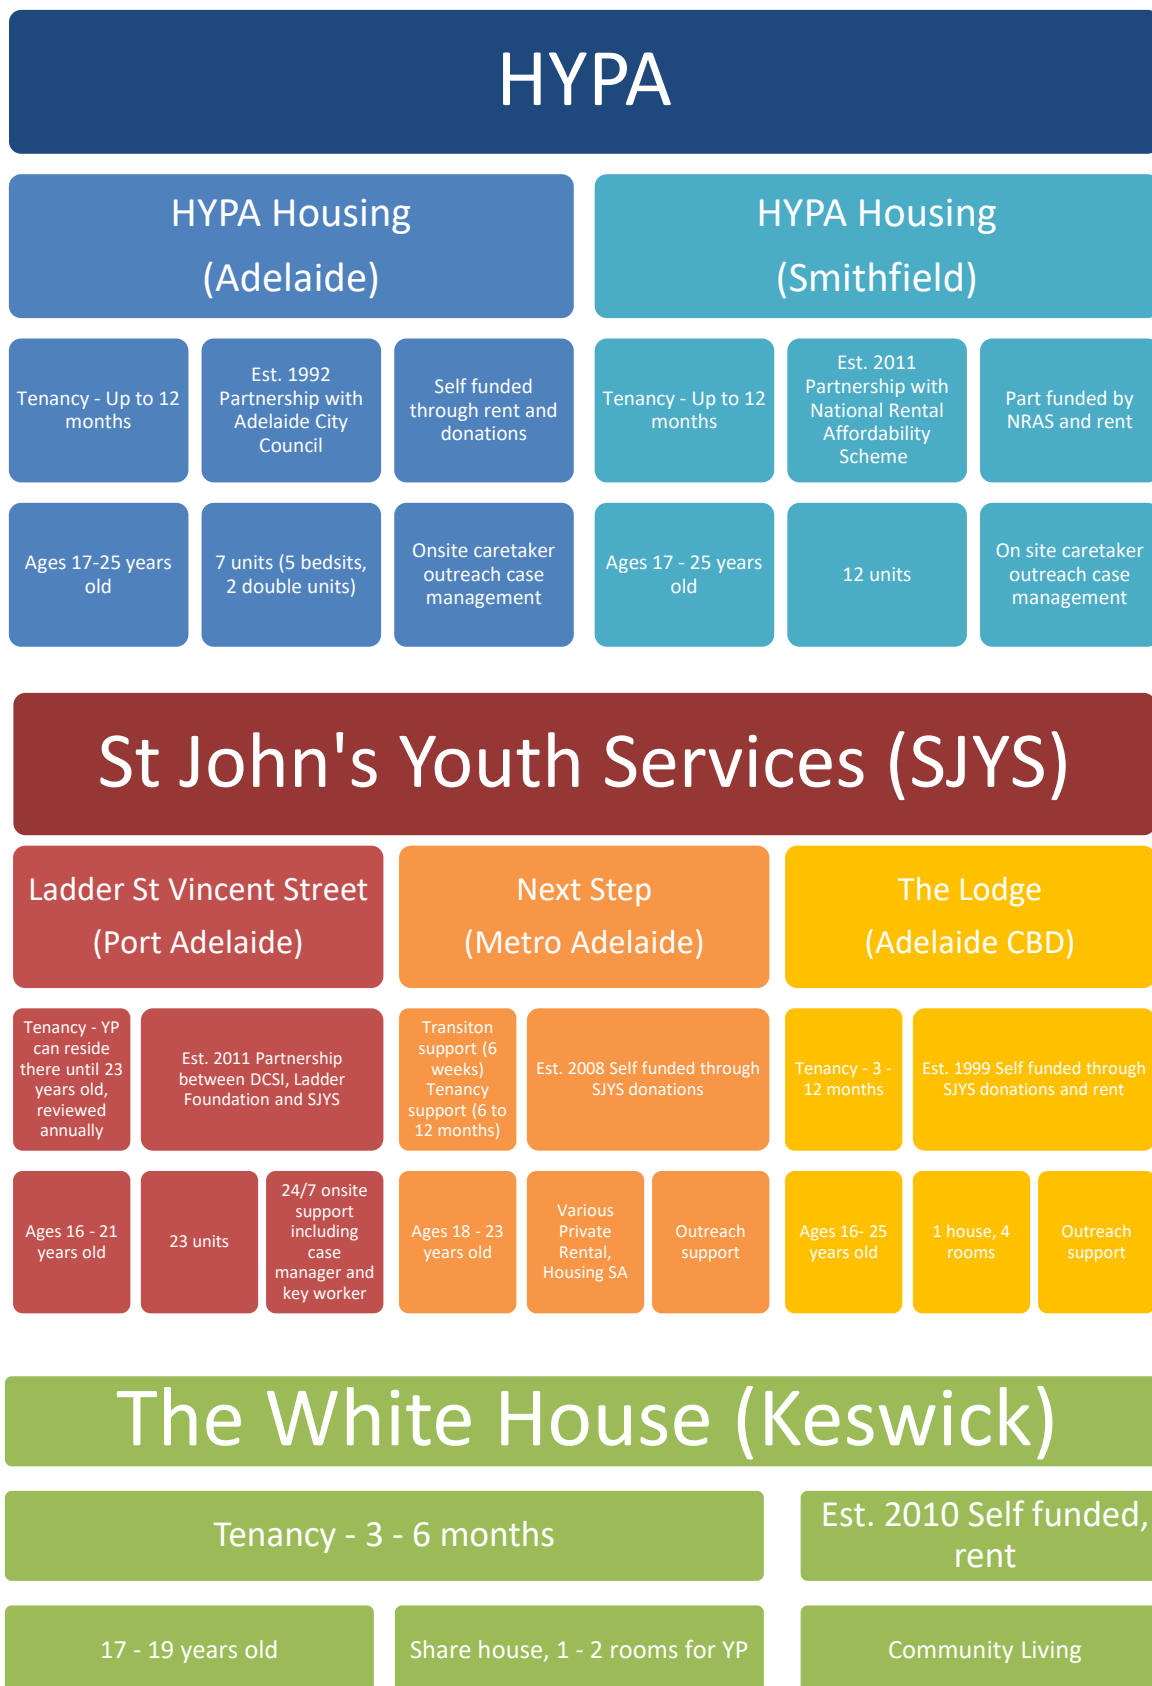 HYPA
HYPA Housing
(Adelaide)
HYPA Housing
(Smithfield)
Tenancy - Up to 12
months
Est. 1992
Partnership with
Adelaide City
Council
Self funded
through rent and
donations
Tenancy - Up to 12
months
Est. 2011
Partnership with
National Rental
Affordability
Scheme
Part funded by
NRAS and rent
Ages 17-25 years
old
7 units (5 bedsits,
2 double units)
Onsite caretaker
outreach case
management
Ages 17 - 25 years
old
12 units
On site caretaker
outreach case
management
St John's Youth Services (SJYS)
Ladder St Vincent Street
(Port Adelaide)
Next Step
(Metro Adelaide)
The Lodge
(Adelaide CBD)
Tenancy - YP
can reside
there until 23
years old,
reviewed
annually
Est. 2011 Partnership
between DCSI, Ladder
Foundation and SJYS
Transiton
support (6
weeks)
Tenancy
support (6 to
12 months)
Est. 2008 Self funded through
SJYS donations
Tenancy - 3 -
12 months
Est. 1999 Self funded through
SJYS donations and rent
Ages 16 - 21
years old
23 units
24/7 onsite
support
including
case
manager and
key worker
Ages 18 - 23
years old
Various
Private
Rental,
Housing SA
Outreach
support
Ages 16- 25
years old
1 house, 4
rooms
Outreach
support
The White House (Keswick)
Tenancy - 3 - 6 months
Est. 2010 Self funded,
rent
17 - 19 years old
Share house, 1 - 2 rooms for YP
Community Living